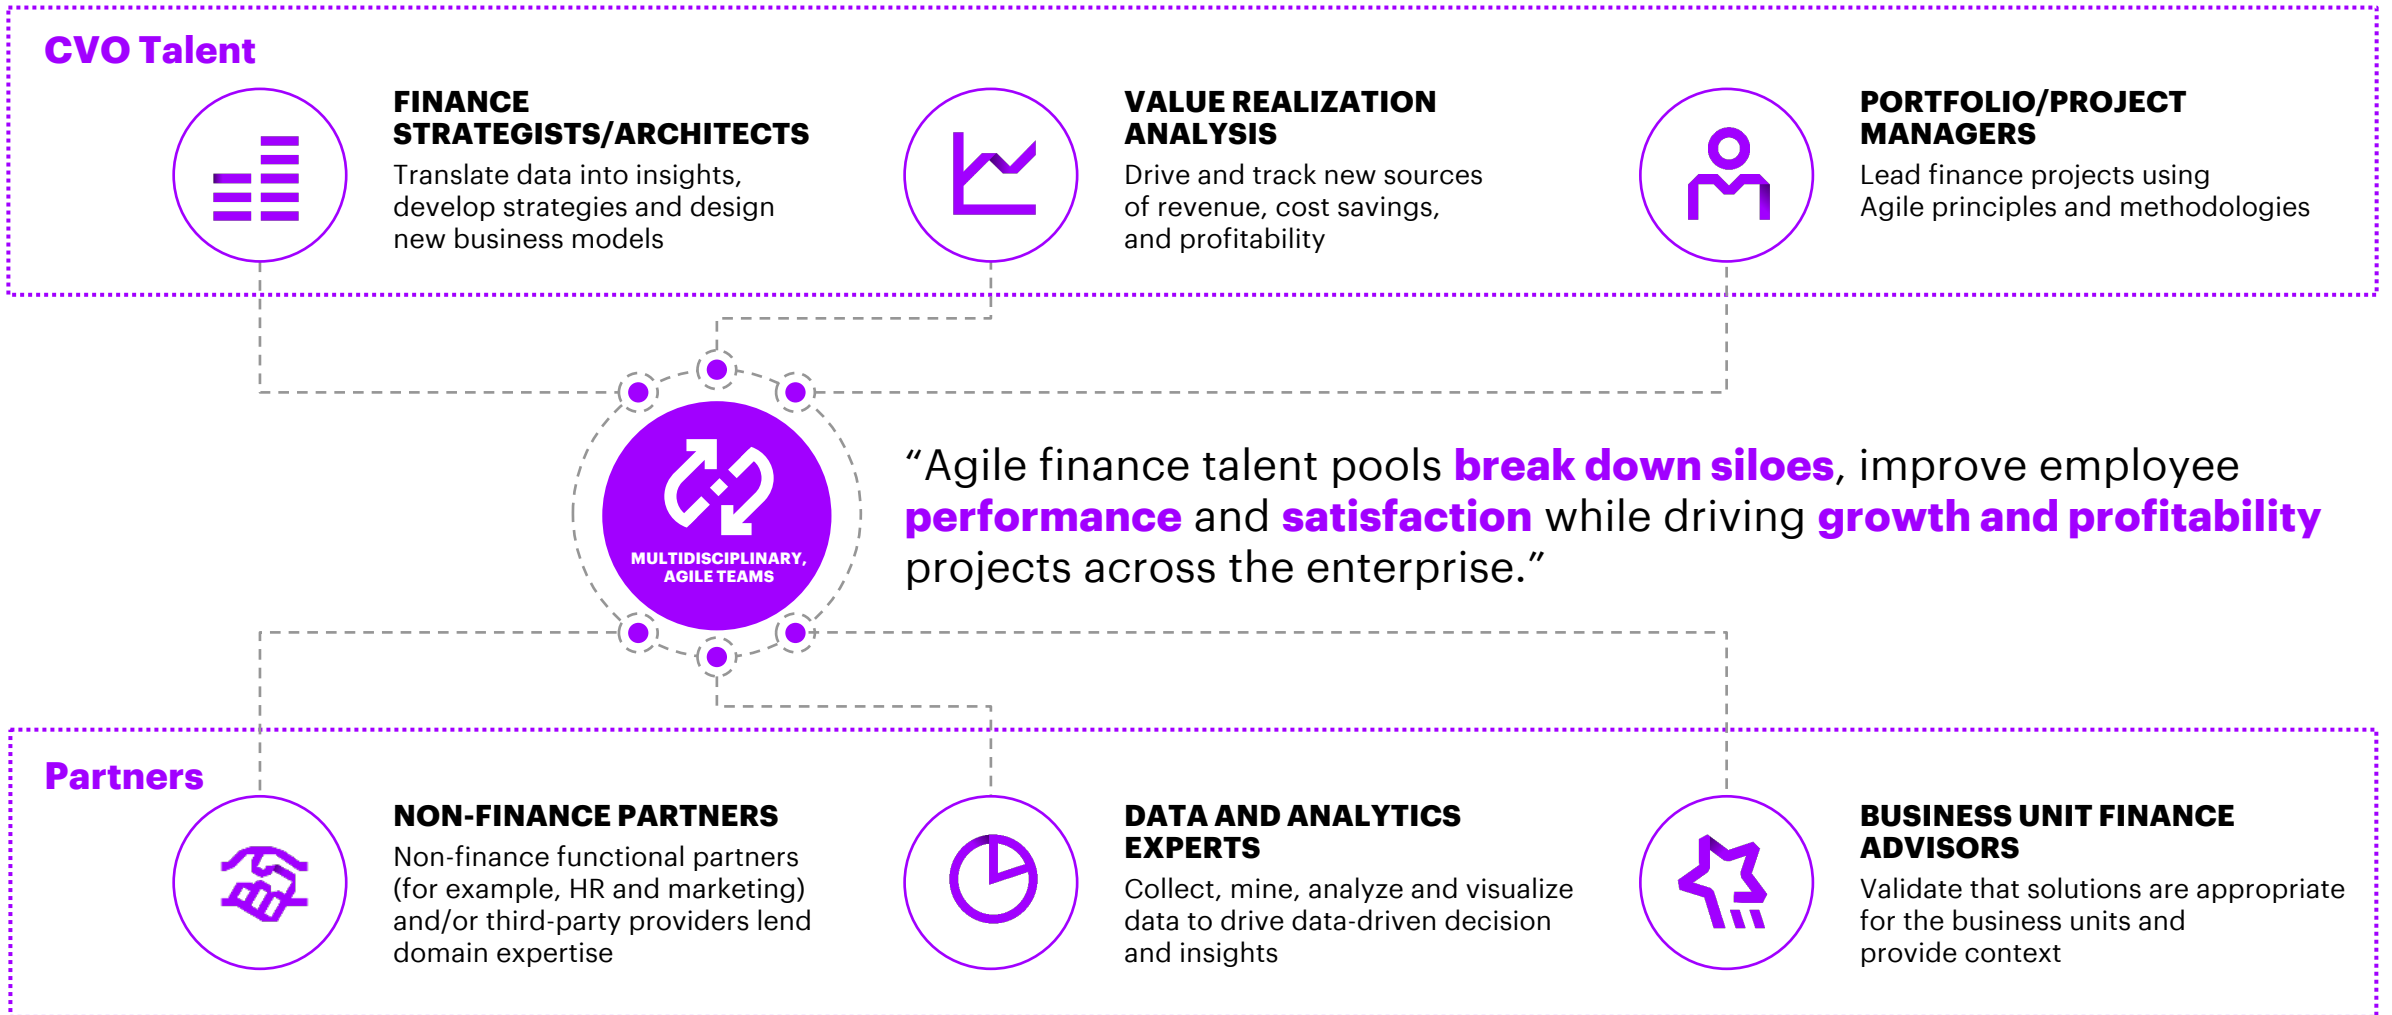 CVO Talent
FINANCE
STRATEGISTS/ARCHITECTS
Translate data into insights,
develop strategies and design
new business models
VALUE REALIZATION
ANALYSIS
Drive and track new sources
of revenue, cost savings,
and profitability
PORTFOLIO/PROJECT
MANAGERS
Lead finance projects using
Agile principles and methodologies
MULTIDISCIPLINARY,
AGILE TEAMS
“Agile finance talent pools break down siloes, improve employee
performance and satisfaction while driving growth and profitability
projects across the enterprise.”
Partners
NON-FINANCE PARTNERS
Non-finance functional partners
(for example, HR and marketing)
and/or third-party providers lend
domain expertise
DATA AND ANALYTICS
EXPERTS
Collect, mine, analyze and visualize
data to drive data-driven decision
and insights
BUSINESS UNIT FINANCE
ADVISORS
Validate that solutions are appropriate
for the business units and
provide context